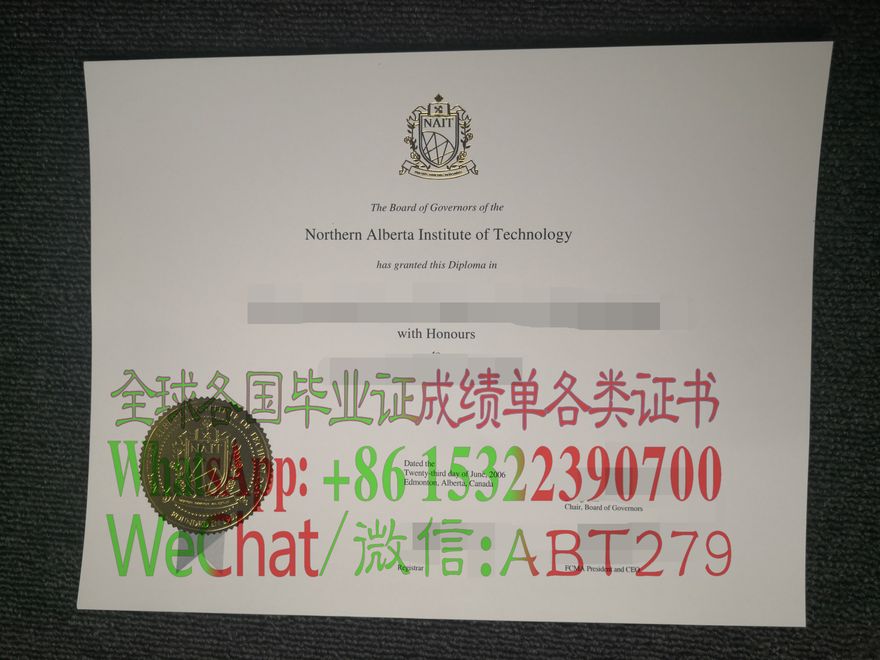 NAIT
The Board of Governors of the
Northern Alberta Institute of Technology
has granted this Diploma in
with Honours
to
全球各国毕业证成绩单各类证书
WhatsApp: +86 15322390700
Dated the
Twenty-third day of June, 2006
Edmonton, Alberta, Canada
Chair, Board of Governors
WeChat/微信:ABT279
Registrar
FCMA President and CEO